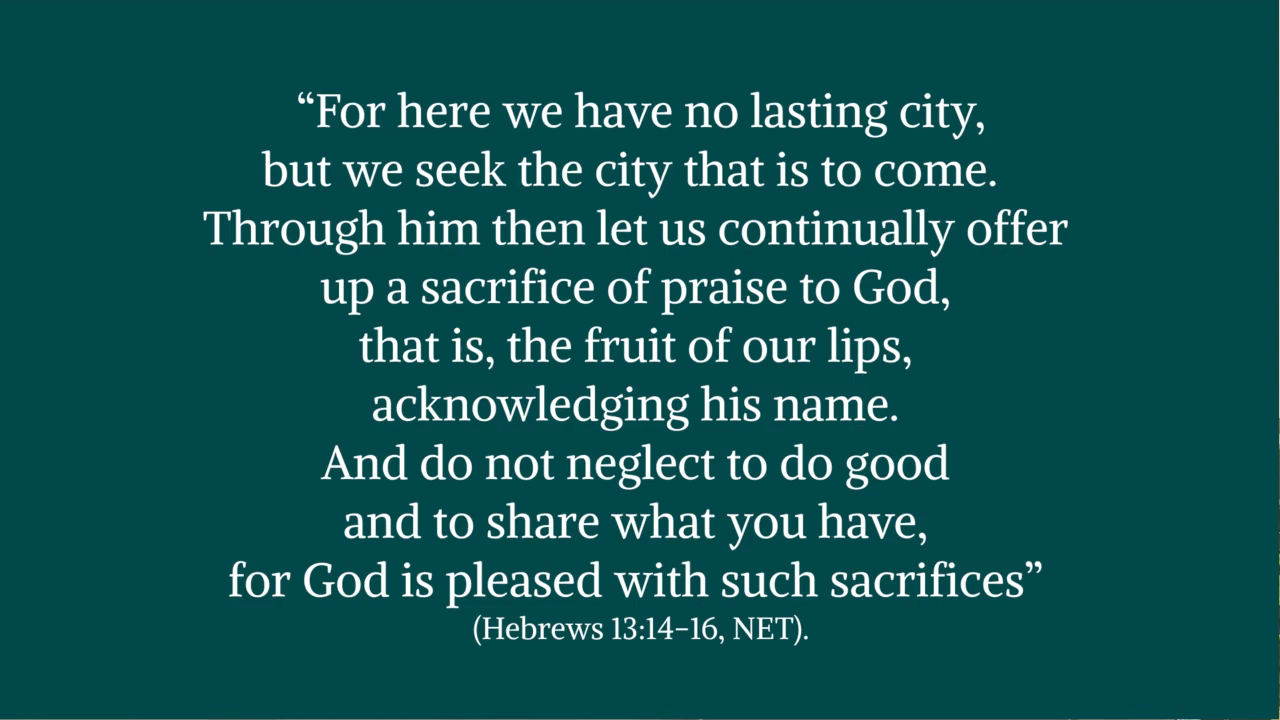 “For here we have no lasting city,
but we seek the city that is to come.
Through him then let us continually offer
up a sacrifice of praise to God,
that is, the fruit of our lips,
acknowledging his name.
And do not neglect to do good
and to share what you have,
for God is pleased with such sacrifices”
(Hebrews 13:14–16, NET).